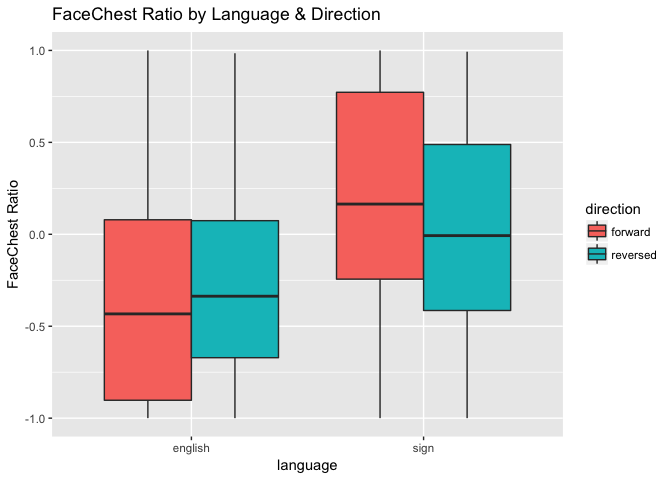 FaceChest Ratio by Language & Direction
FaceChest Ratio
1.0
0.5
0.0
-0.5
-1.0
english
sign
language
direction
forward
reversed